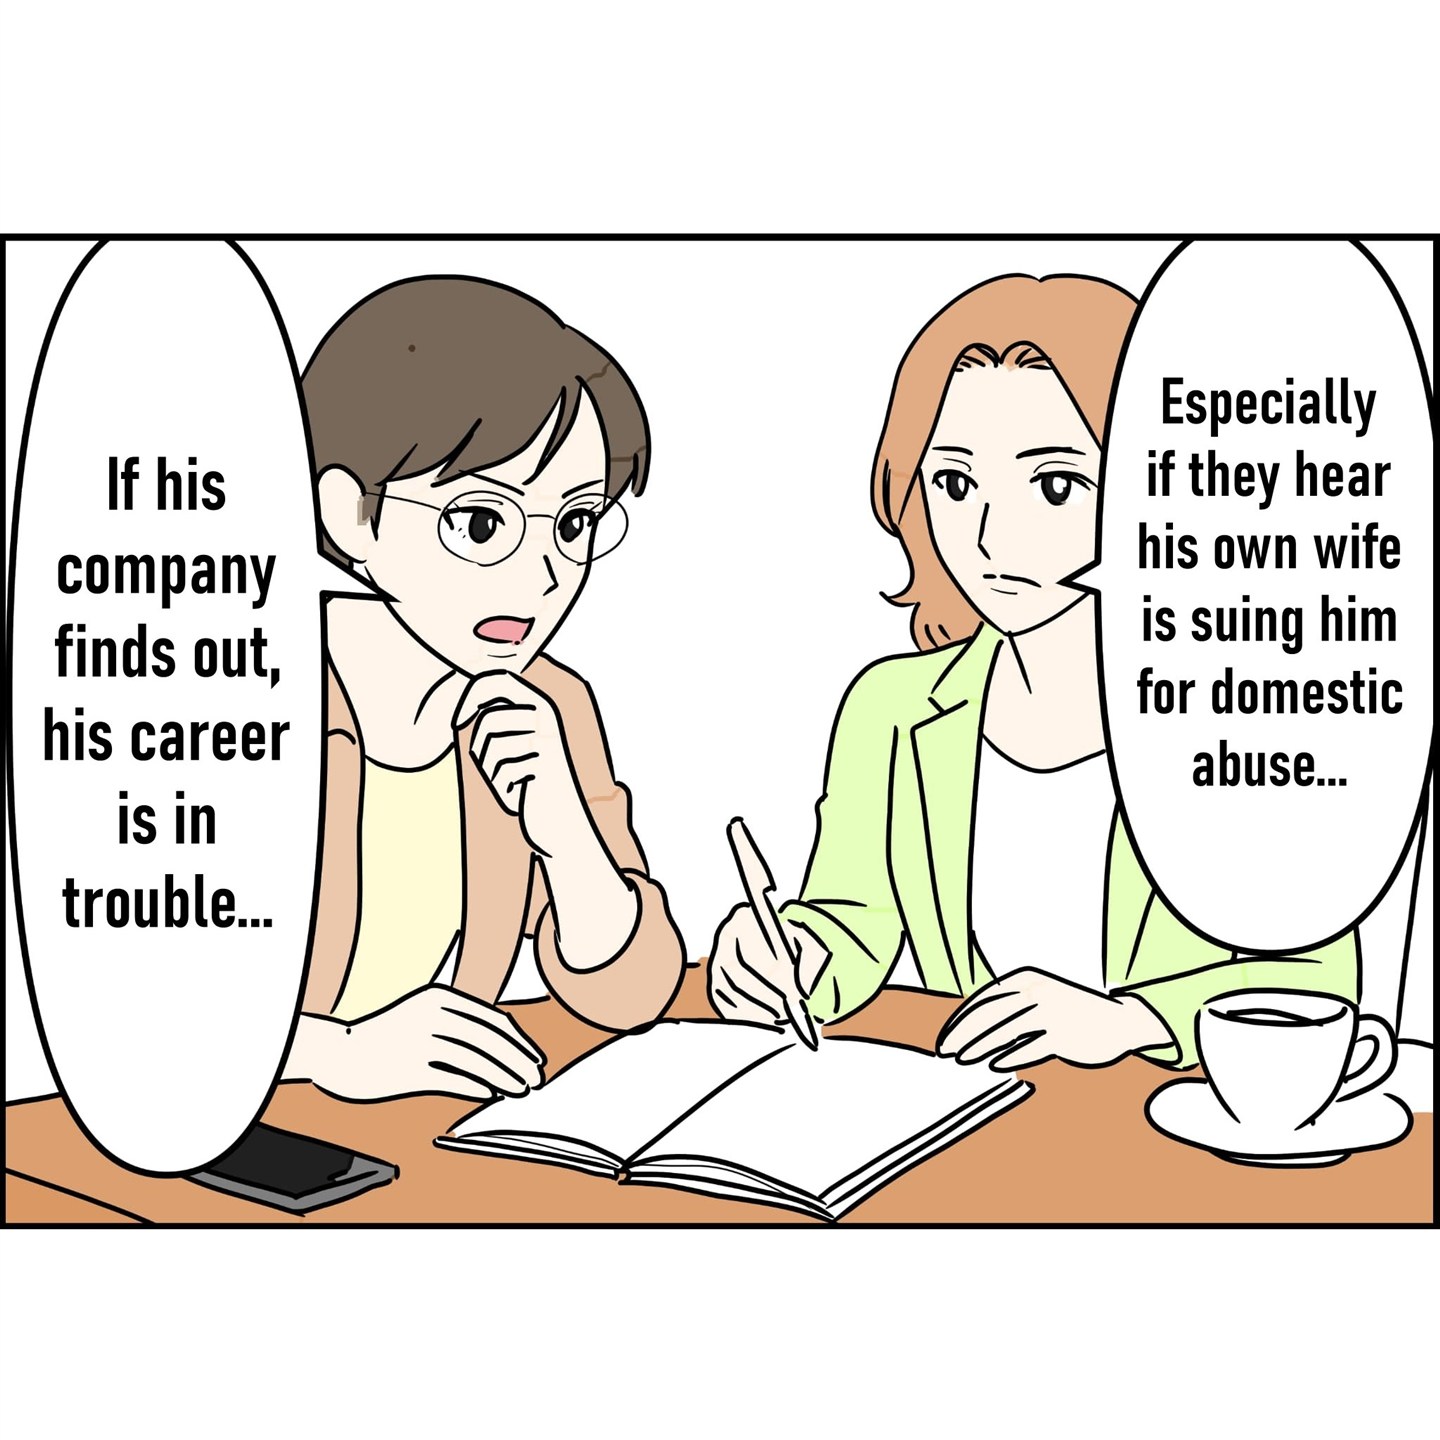 If his
company
finds out,
his career
is in
trouble...
Especially
if they hear
his own wife
is suing him
for domestic
abuse...